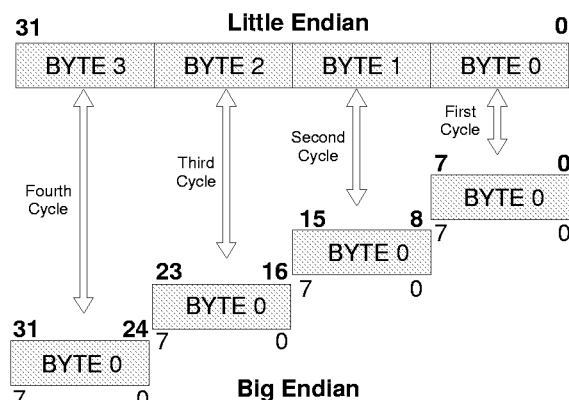 Little Endian
31 0
BYTE 3 BYTE 2 BYTE 1 BYTE 0
First
Cycle
Second
Cycle
Third
Cycle
Fourth
Cycle
7 0
BYTE 0
7 0
15 8
BYTE 0
7 0
23 16
BYTE 0
7 0
31 24
BYTE 0
7 0
Big Endian